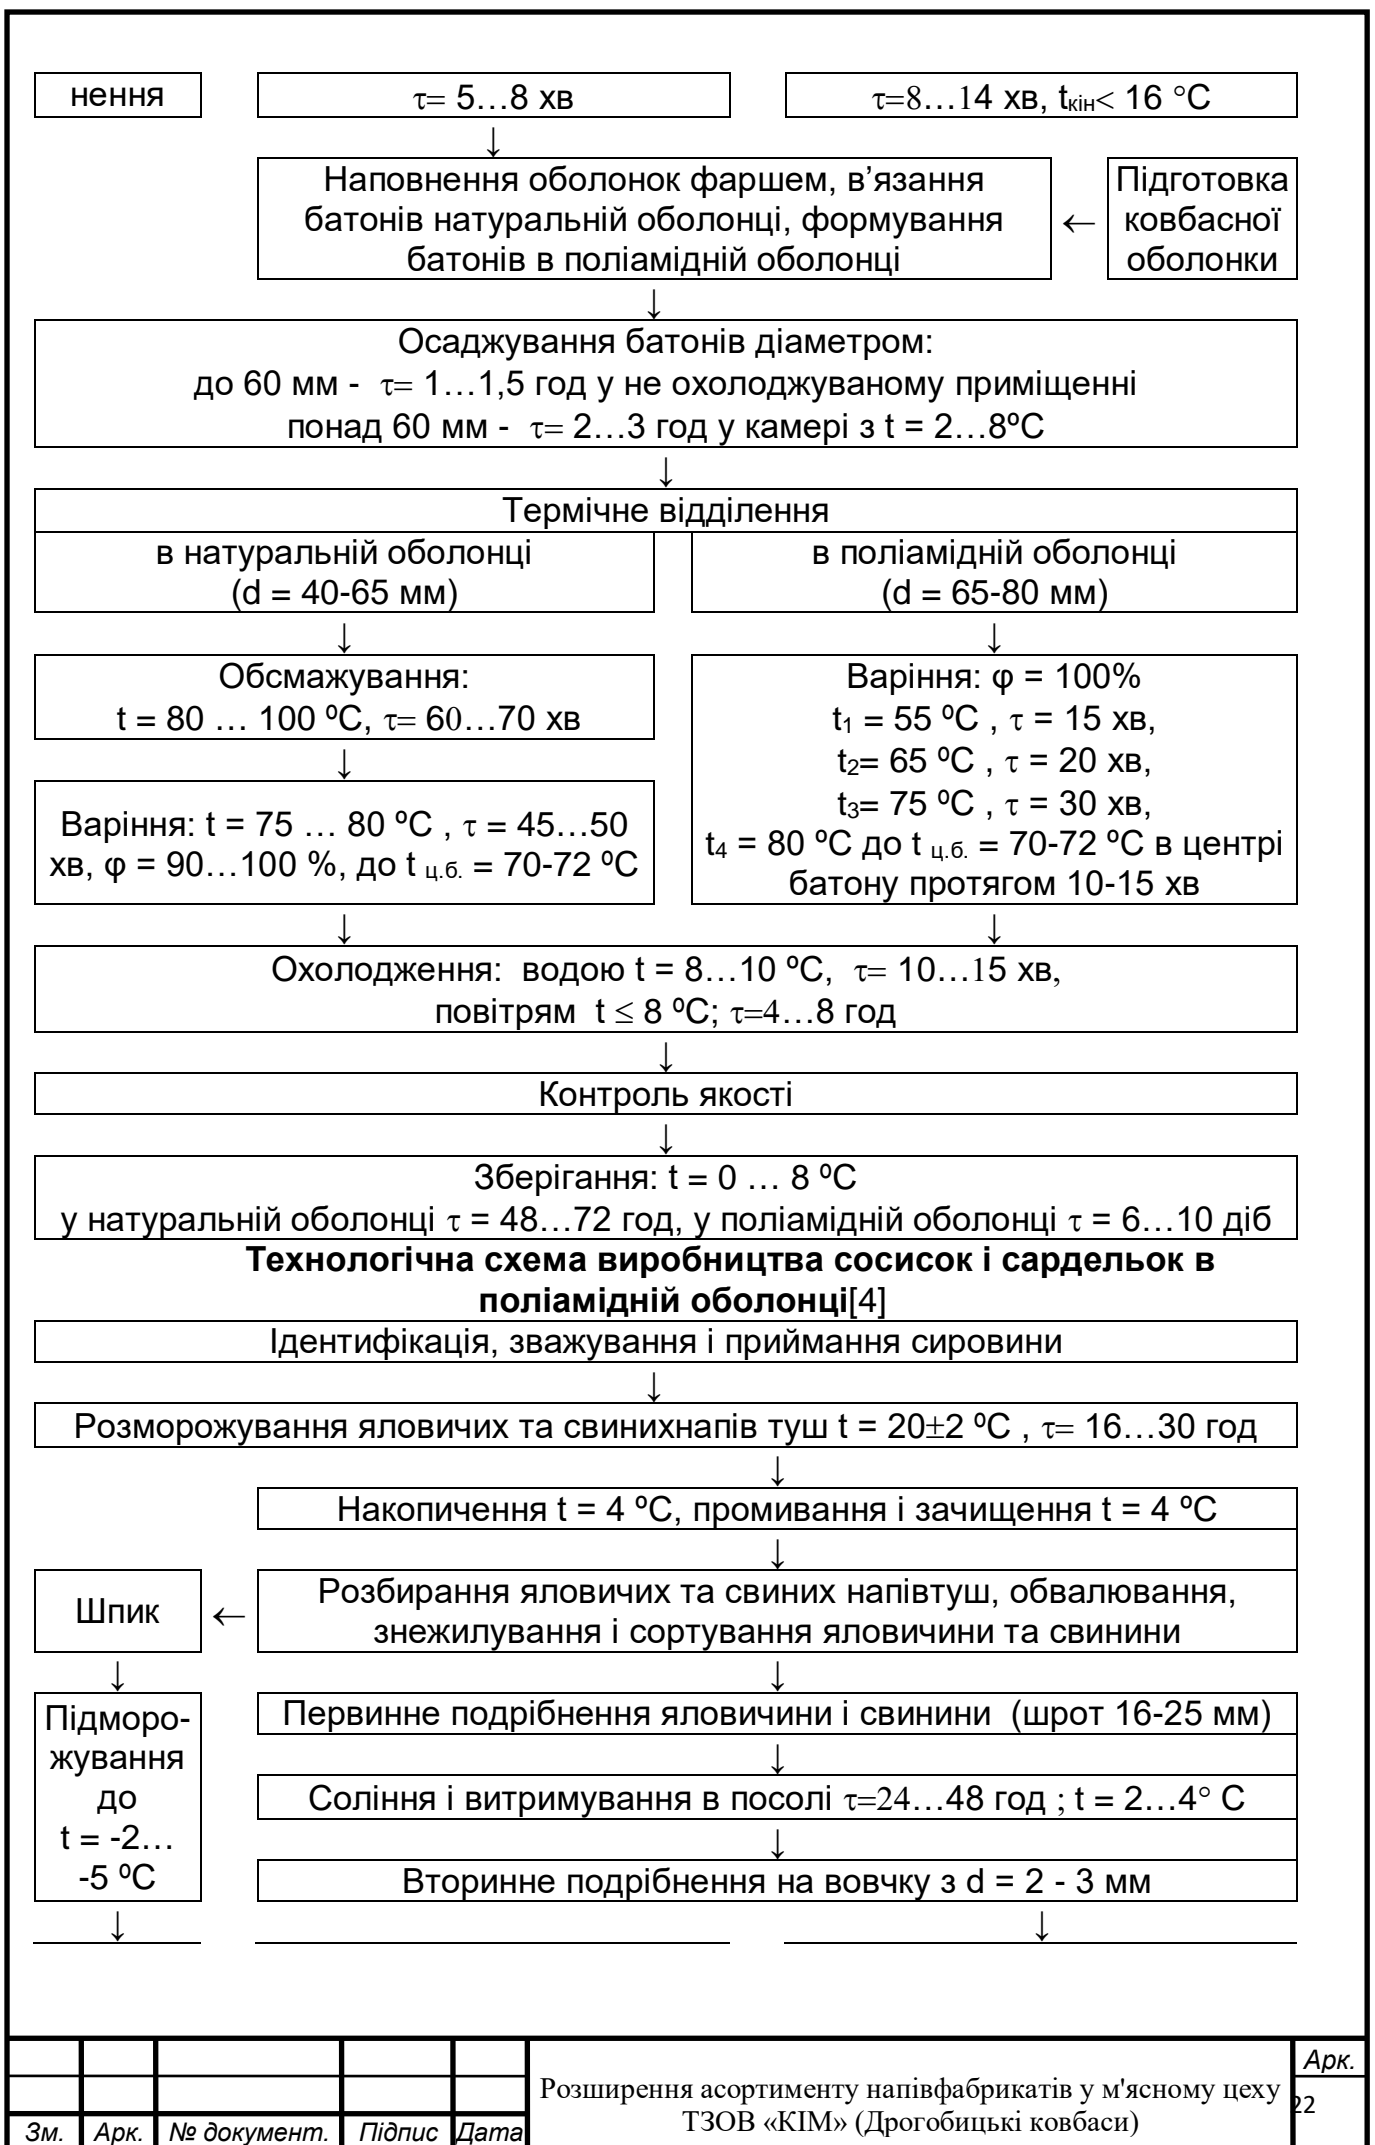 нення
τ= 5…8 хв
τ=8…14 хв, tкін< 16 °С
↓
Наповнення оболонок фаршем, в’язання
батонів натуральній оболонці, формування
батонів в поліамідній оболонці
←
Підготовка
ковбасної
оболонки
↓
Осаджування батонів діаметром:
до 60 мм - τ= 1…1,5 год у не охолоджуваному приміщенні
понад 60 мм - τ= 2…3 год у камері з t = 2…8ºС
↓
Термічне відділення
в натуральній оболонці
(d = 40-65 мм)
↓
Обсмажування:
t = 80 … 100 ºС, τ= 60…70 хв
↓
Варіння: t = 75 … 80 ºС , τ = 45…50
хв, φ = 90…100 %, до t ц.б. = 70-72 ºС
↓
в поліамідній оболонці
(d = 65-80 мм)
↓
Варіння: φ = 100%
t1 = 55 ºС , τ = 15 хв,
t2= 65 ºС , τ = 20 хв,
t3= 75 ºС , τ = 30 хв,
t4 = 80 ºС до t ц.б. = 70-72 ºС в центрі
батону протягом 10-15 хв
↓
Охолодження: водою t = 8…10 ºС, τ= 10…15 хв,
повітрям t ≤ 8 ºС; τ=4…8 год
↓
Контроль якості
↓
Зберігання: t = 0 … 8 ºС
у натуральній оболонці τ = 48…72 год, у поліамідній оболонці τ = 6…10 діб
Технологічна схема виробництва сосисок і сардельок в
поліамідній оболонці[4]
Ідентифікація, зважування і приймання сировини
↓
Розморожування яловичих та свинихнапів туш t = 20±2 ºС , τ= 16…30 год
↓
Накопичення t = 4 ºС, промивання і зачищення t = 4 ºС
↓
Шпик
←
Розбирання яловичих та свиних напівтуш, обвалювання,
знежилування і сортування яловичини та свинини
↓
↓
Підморо-
жування
до
t = -2…
-5 ºС
↓
Первинне подрібнення яловичини і свинини (шрот 16-25 мм)
↓
Соління і витримування в посолі τ=24…48 год ; t = 2…4° С
↓
Вторинне подрібнення на вовчку з d = 2 - 3 мм
↓
Зм. Арк. № документ. Підпис Дата
Розширення асортименту напівфабрикатів у м'ясному цеху
ТЗОВ «КІМ» (Дрогобицькі ковбаси)
Арк.
22